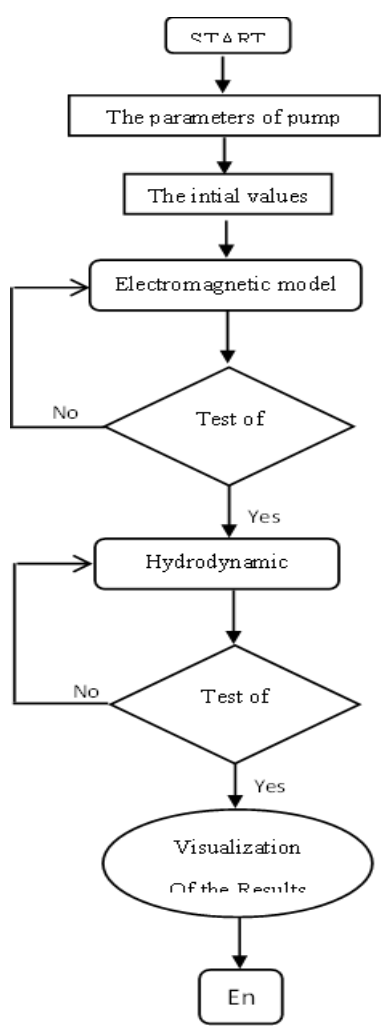 START
The parameters of pump
The intial values
Electromagnetic model
Test of
No
Yes
Hydrodynamic
Test of
No
Yes
Visualization
Of the Results
En